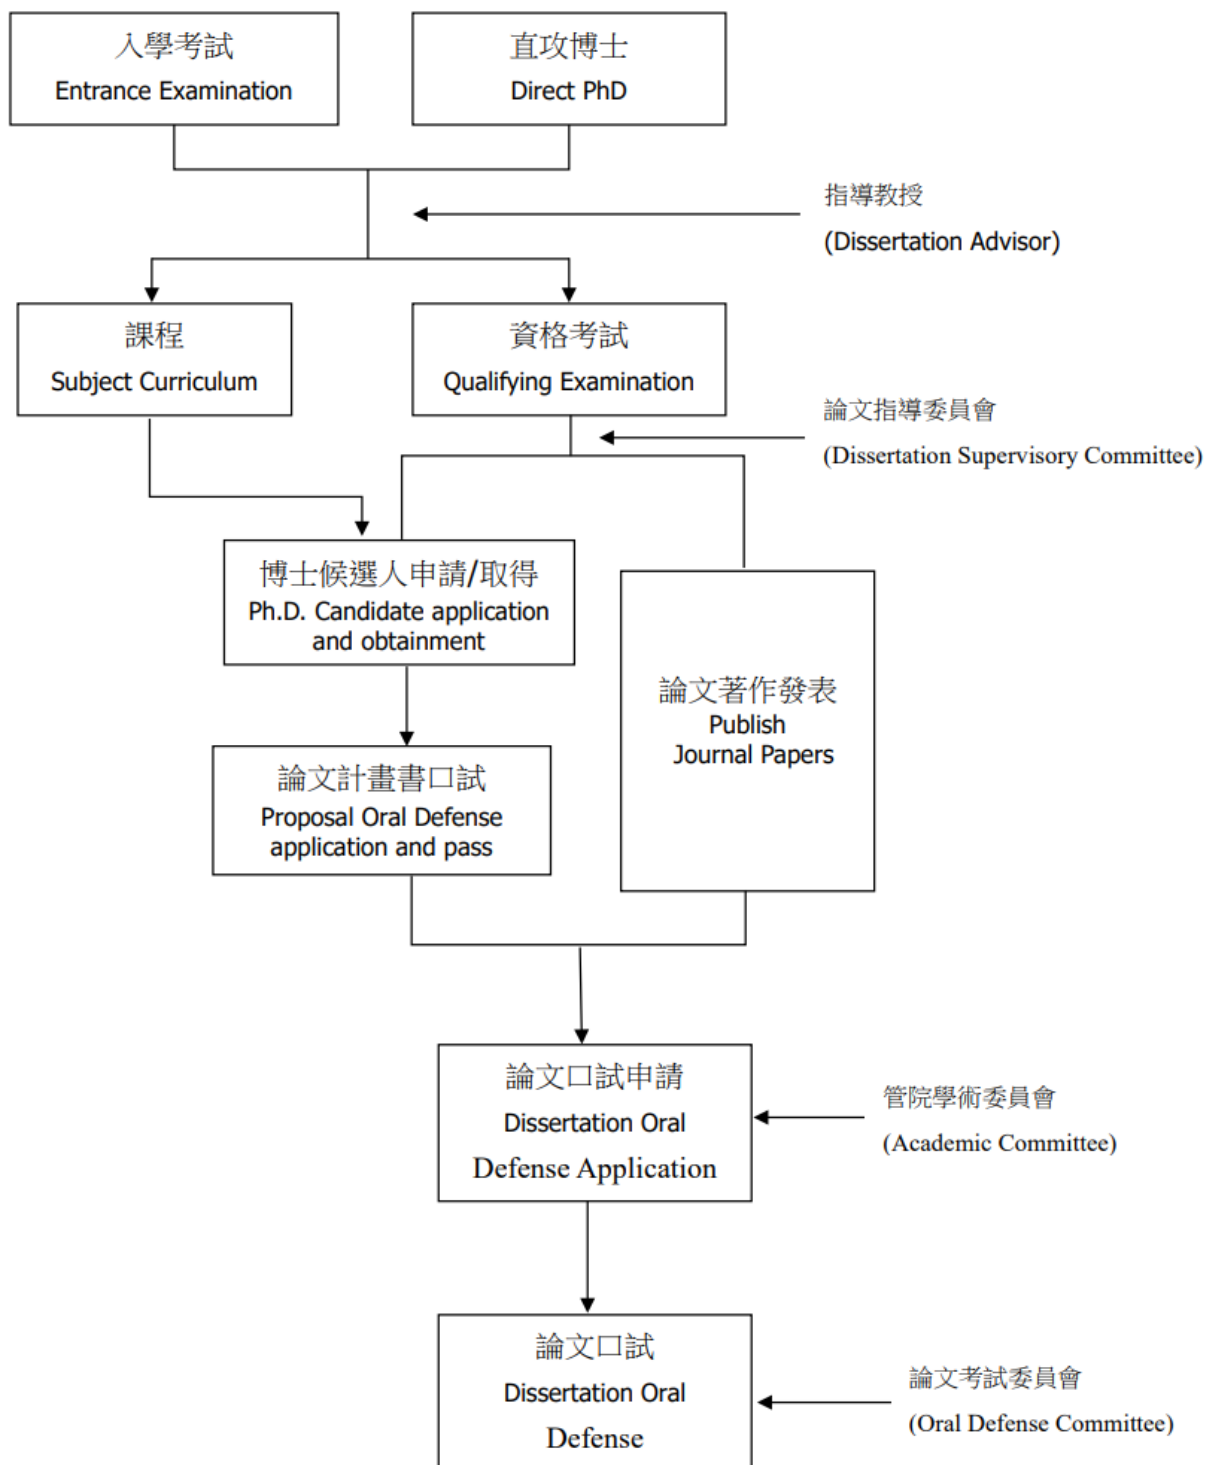 入學考試
Entrance Examination
直攻博士
Direct PhD
指導教授
(Dissertation Advisor)
課程
Subject Curriculum
資格考試
Qualifying Examination
論文指導委員會
(Dissertation Supervisory Committee)
博士候選人申請/取得
Ph.D. Candidate application
and obtainment
論文著作發表
Publish
Journal Papers
論文計畫書口試
Proposal Oral Defense
application and pass
論文口試申請
Dissertation Oral
Defense Application
管院學術委員會
(Academic Committee)
論文口試
Dissertation Oral
Defense
論文考試委員會
(Oral Defense Committee)